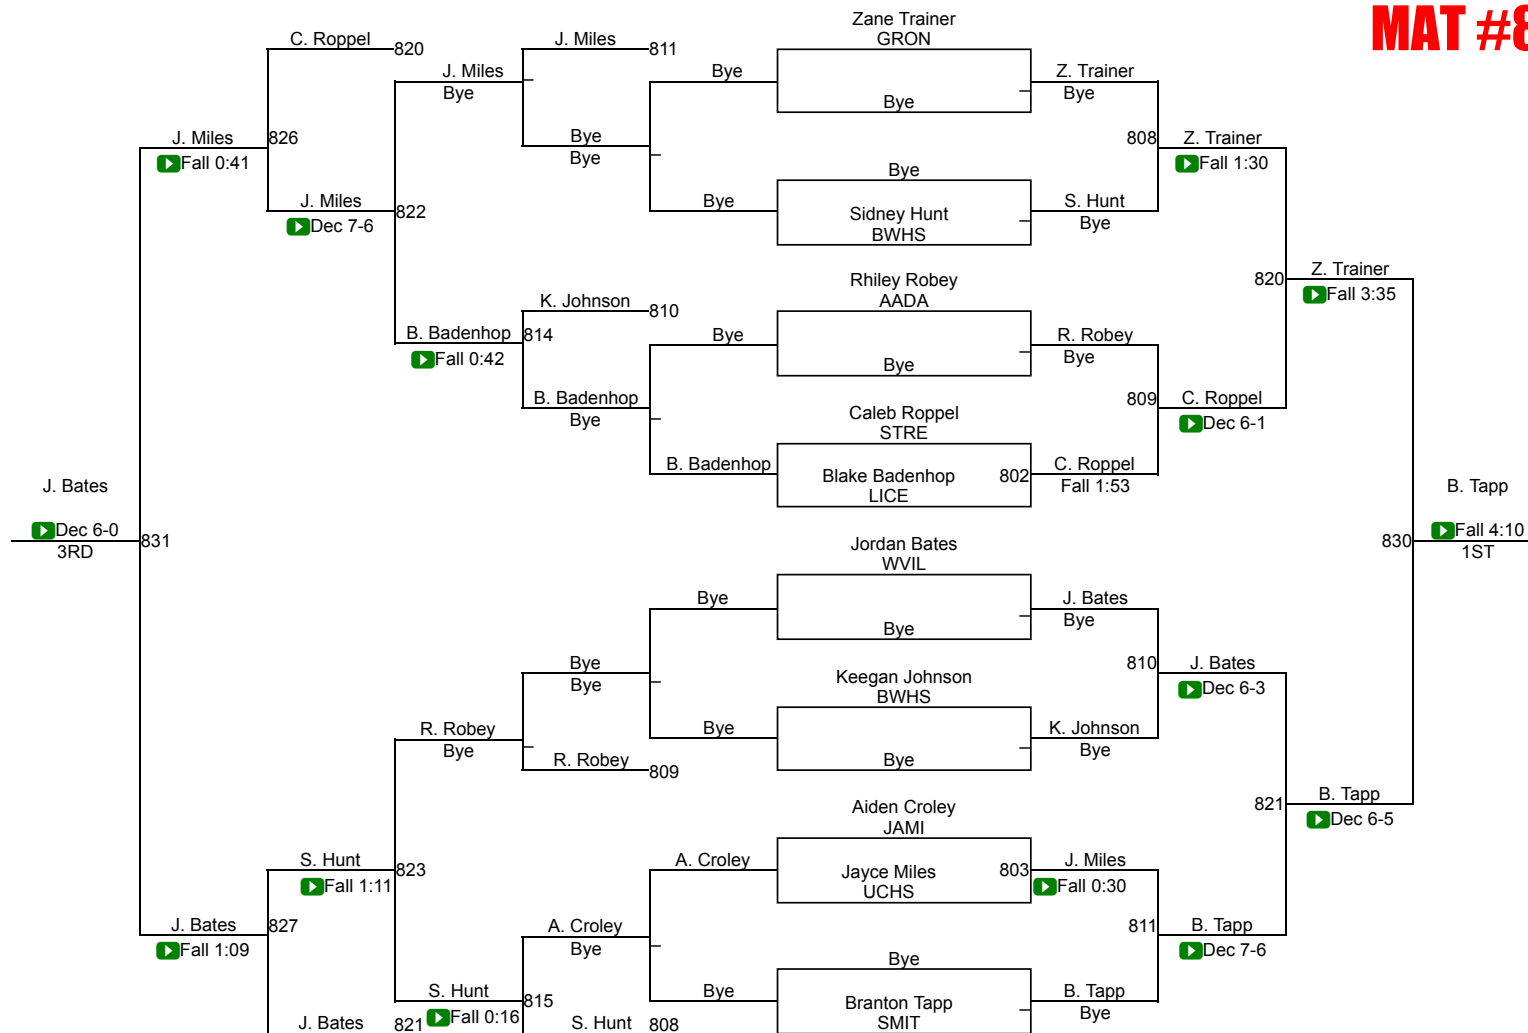 MAT #8
Zane Trainer
GRON
Bye
C. Roppel
820
J. Miles
811
J. Miles
Bye
Bye
Z. Trainer
Bye
J. Miles
826
Fall 0:41
Bye
Bye
808
Z. Trainer
Fall 1:30
J. Miles
822
Dec 7-6
Bye
Bye
Sidney Hunt
BWHS
S. Hunt
Bye
820
Z. Trainer
Fall 3:35
Rhiley Robey
AADA
Bye
K. Johnson
810
B. Badenhop
814
Fall 0:42
Bye
R. Robey
Bye
B. Badenhop
Bye
809
C. Roppel
Dec 6-1
Caleb Roppel
STRE
B. Badenhop
Blake Badenhop
LICE
802
C. Roppel
Fall 1:53
J. Bates
Dec 6-0
3RD
831
830
B. Tapp
Fall 4:10
1ST
Jordan Bates
WVIL
Bye
Bye
J. Bates
Bye
Bye
Bye
810
J. Bates
Dec 6-3
Keegan Johnson
BWHS
Bye
R. Robey
Bye
Bye
K. Johnson
Bye
R. Robey
809
821
B. Tapp
Dec 6-5
Aiden Croley
JAMI
S. Hunt
823
Fall 1:11
A. Croley
Jayce Miles
UCHS
803
J. Miles
Fall 0:30
J. Bates
827
Fall 1:09
A. Croley
Bye
811
B. Tapp
Dec 7-6
Bye
S. Hunt
815
Fall 0:16
Bye
Branton Tapp
SMIT
B. Tapp
Bye
J. Bates
821
S. Hunt
808